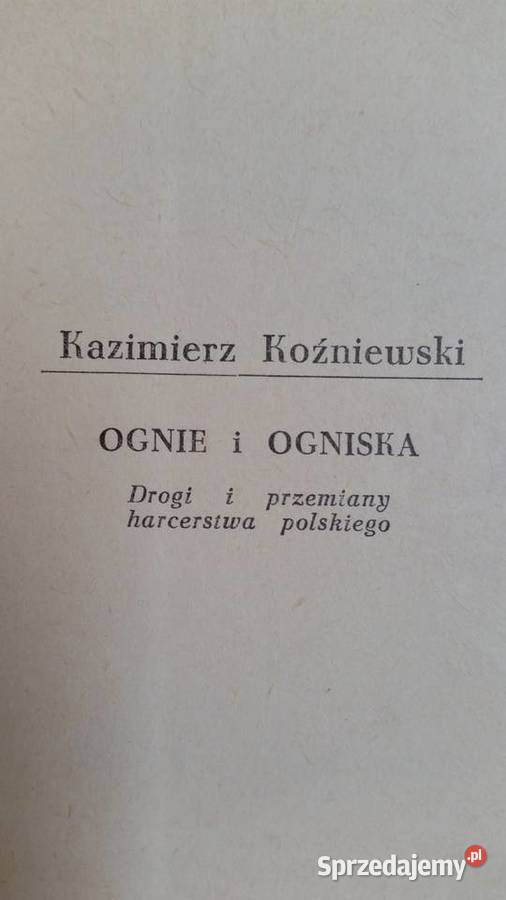 Kazimierz Koźniewski
OGNIE i OGNISKA
Drogi i przemiany
harcerstwa polskiego
Sprzedajemy.pl